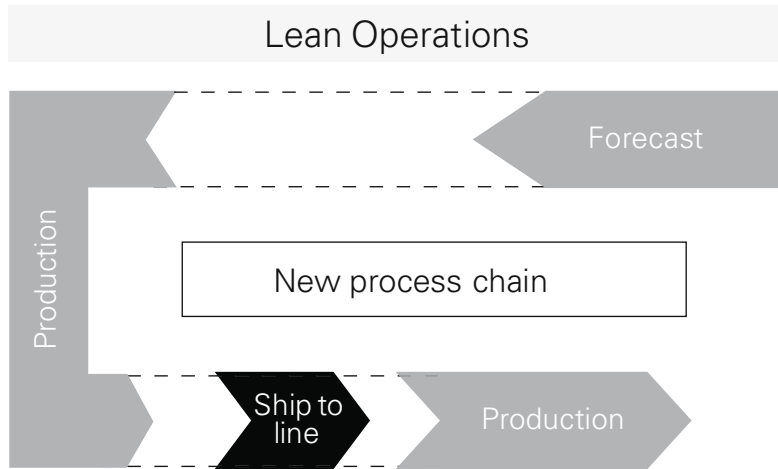 Lean Operations
Forecast
Production
New process chain
Ship to
line
Production